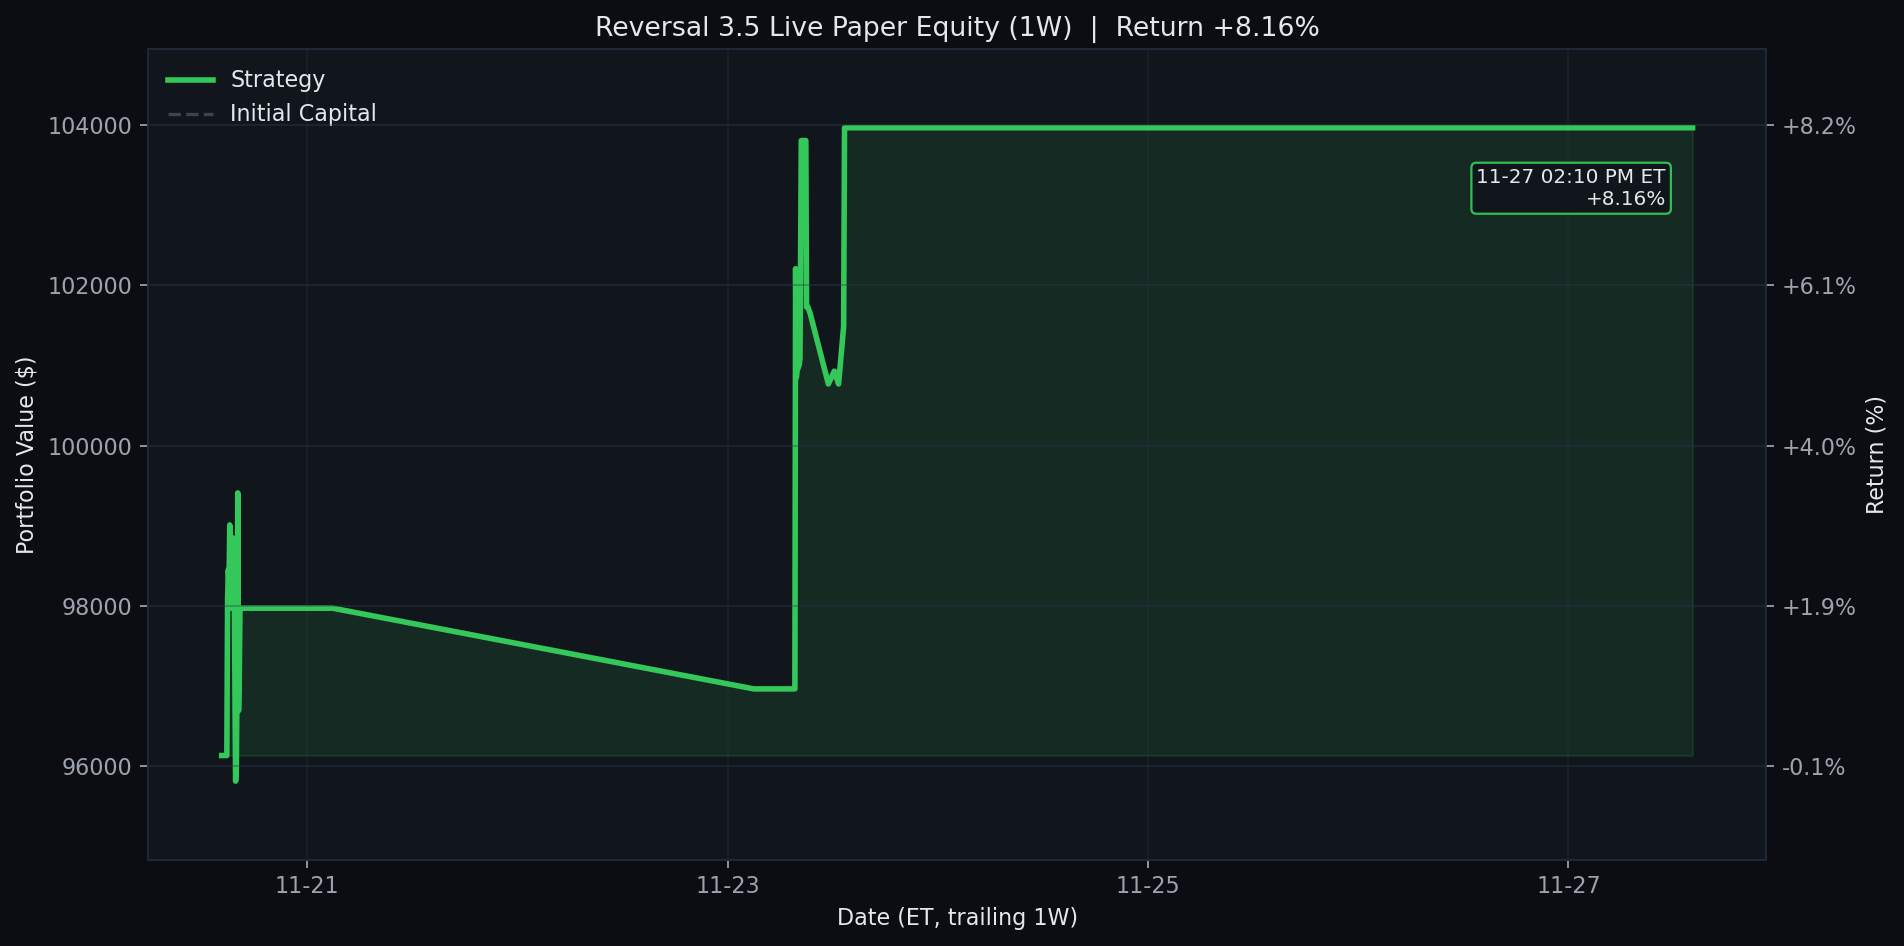 Reversal 3.5 Live Paper Equity (1W)  |  Return +8.16%
Strategy
Initial Capital
104000
102000
100000
98000
96000
Portfolio Value ($)
+8.2%
+6.1%
+4.0%
+1.9%
-0.1%
Return (%)
11-27 02:10 PM ET
+8.16%
11-21
11-23
11-25
11-27
Date (ET, trailing 1W)